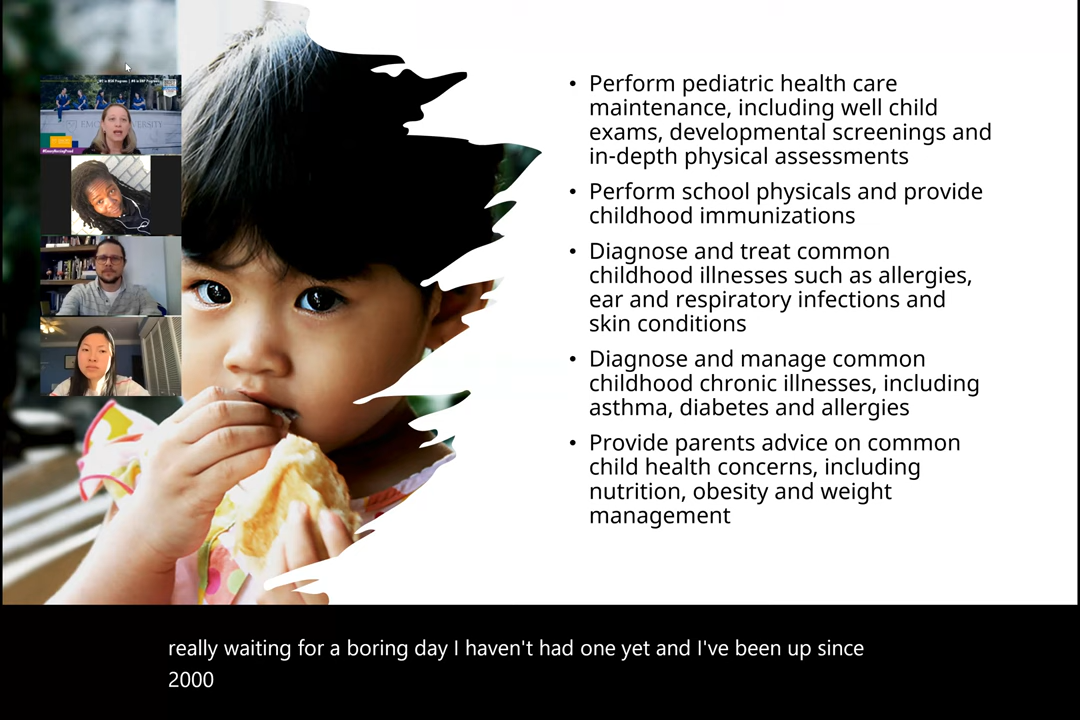 EMORY UNIVERSITY
• Perform pediatric health care
maintenance, including well child
exams, developmental screenings and
in-depth physical assessments
• Perform school physicals and provide
childhood immunizations
• Diagnose and treat common
childhood illnesses such as allergies,
ear and respiratory infections and
skin conditions
• Diagnose and manage common
childhood chronic illnesses, including
asthma, diabetes and allergies
• Provide parents advice on common
child health concerns, including
nutrition, obesity and weight
management
really waiting for a boring day I haven't had one yet and I've been up since
2000